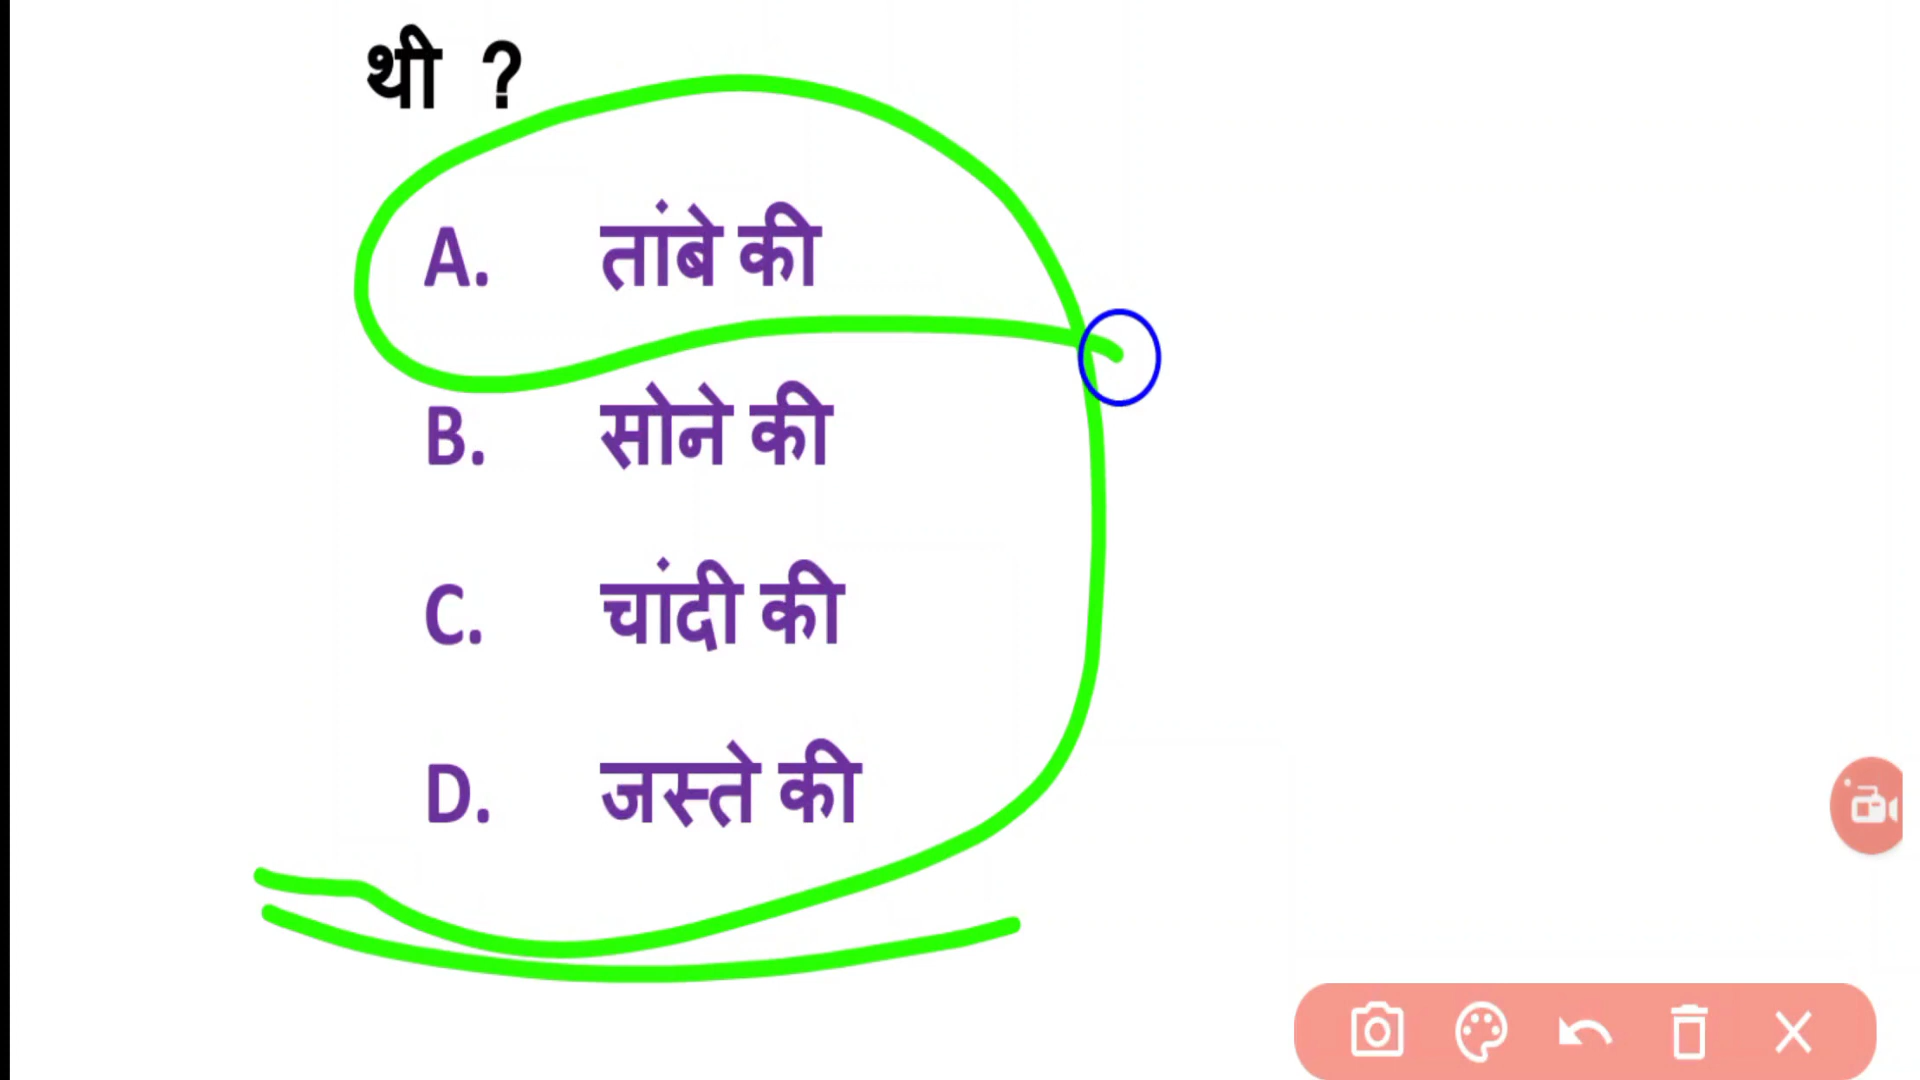 थी ?
A. तांबे की
B. सोने की
C. चांदी की
D. जस्ते की